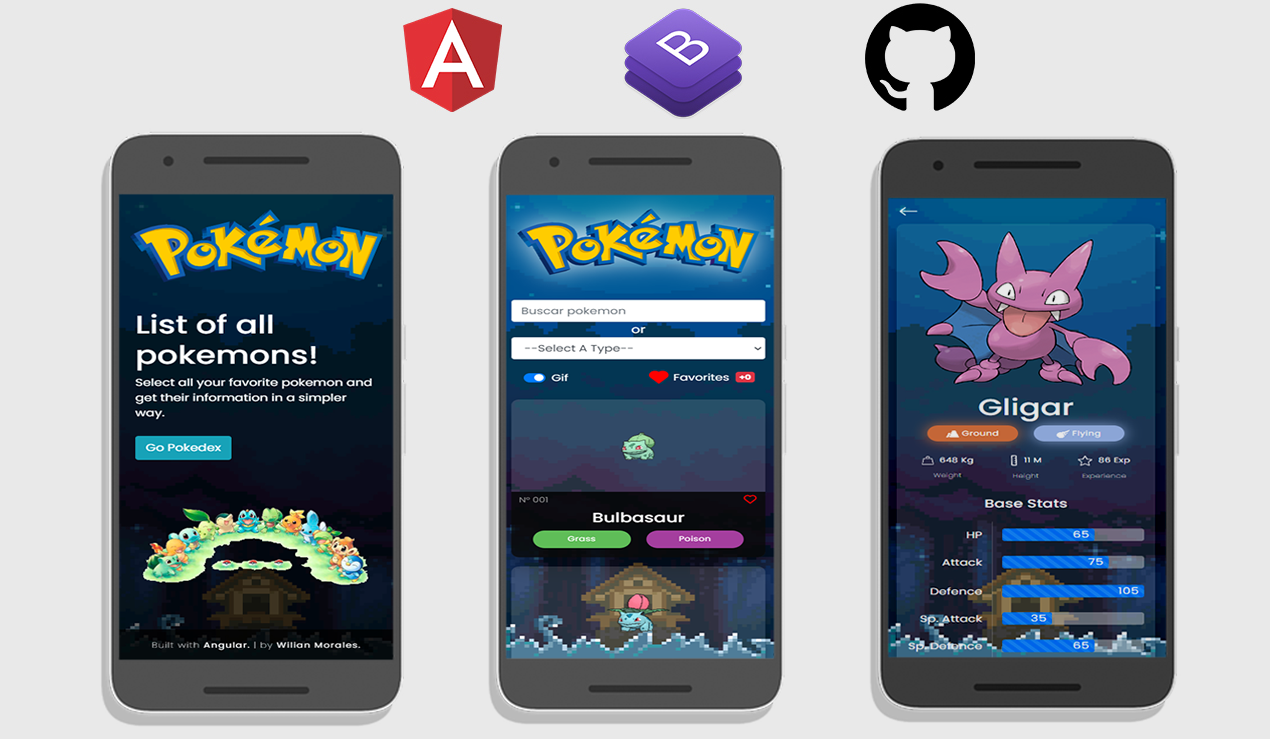 A
B
POKéMON
List of all
pokemons!
Select all your favorite pokemon and
get their information in a simpler
way.
Go Pokedex
Built with Angular. | by Wilian Morales.
POKéMON
Buscar pokemon
or
--Select A Type--
Gif
Favorites +0
Nº 001
Bulbasaur
Grass Poison
Gligar
Ground Flying
648 Kg 11 M 86 Exp
Weight Height Experience
Base Stats
HP 65
Attack 75
Defence 105
Sp. Attack 35
Sp. Defence 65